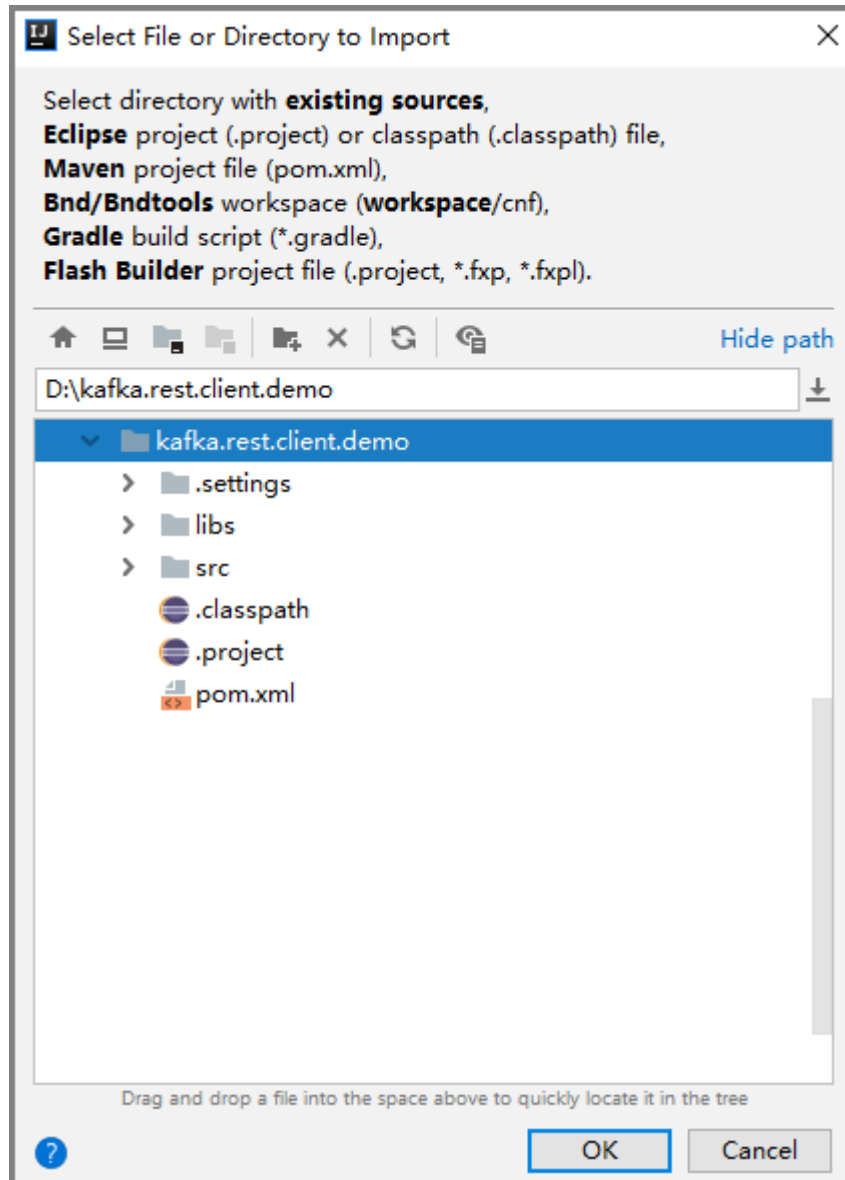 Select File or Directory to Import
Select directory with existing sources,
Eclipse project (.project) or classpath (.classpath) file,
Maven project file (pom.xml),
Bnd/Bndtools workspace (workspace/cnf),
Gradle build script (*.gradle),
Flash Builder project file (.project, *.fxp, *.fxpl).
Hide path
D:\kafka.rest.client.demo
kafka.rest.client.demo
.settings
libs
src
.classpath
.project
pom.xml
Drag and drop a file into the space above to quickly locate it in the tree
? OK Cancel